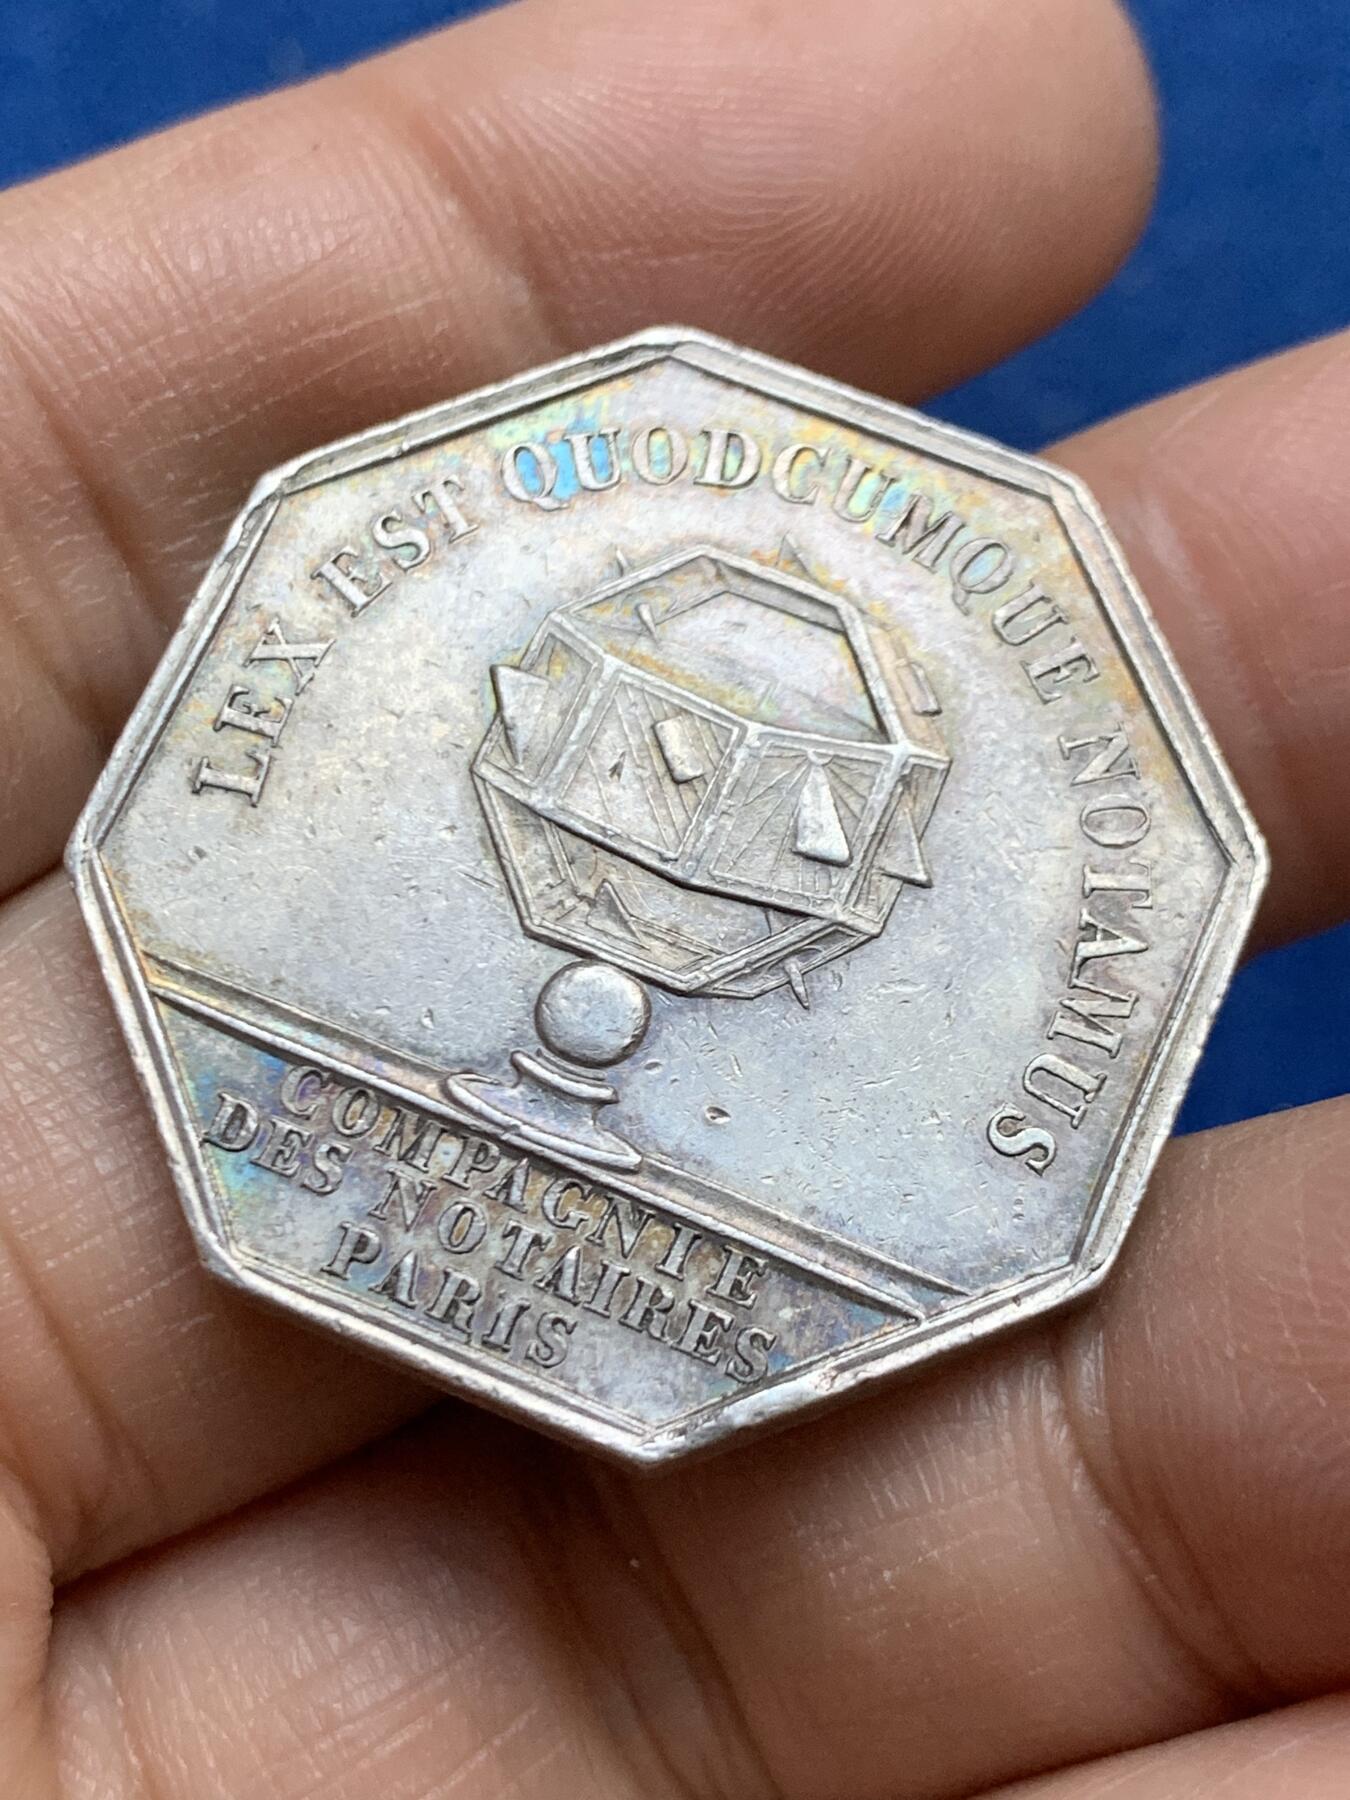 LEX EST QUODCUMQUE NOTAMUS
COMPAGNIE
DES NOTAIRES
PARIS